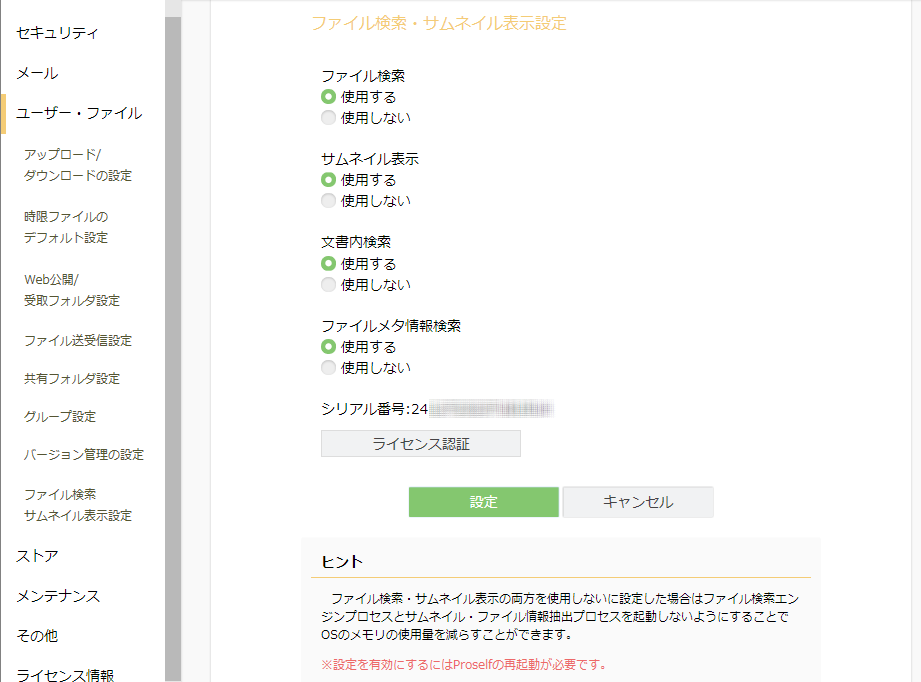 セキュリティ
メール
ユーザー・ファイル
アップロード/
ダウンロードの設定
時限ファイルの
デフォルト設定
Web公開/
受取フォルダ設定
ファイル送受信設定
共有フォルダ設定
グループ設定
バージョン管理の設定
ファイル検索
サムネイル表示設定
ストア
メンテナンス
その他
ライセンス情報
ファイル検索・サムネイル表示設定
ファイル検索
使用する
使用しない
サムネイル表示
使用する
使用しない
文書内検索
使用する
使用しない
ファイルメタ情報検索
使用する
使用しない
シリアル番号:24
ライセンス認証
設定
キャンセル
ヒント
ファイル検索・サムネイル表示の両方を使用しないに設定した場合はファイル検索エン
ジンプロセスとサムネイル・ファイル情報抽出プロセスを起動しないようにすることで
OSのメモリの使用量を減らすことができます。
※設定を有効にするにはProselfの再起動が必要です。